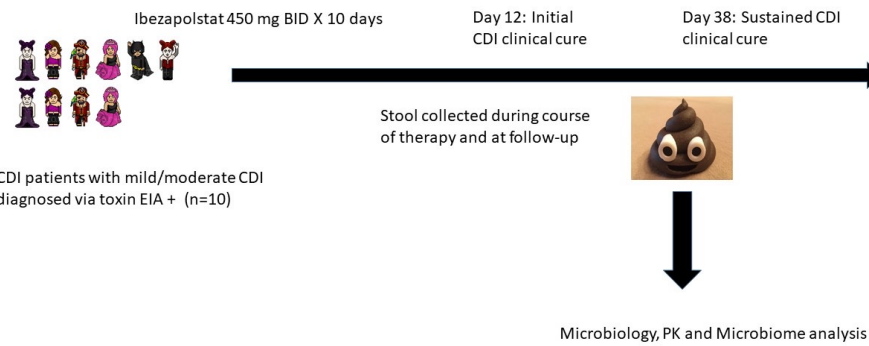 Ibezapolstat 450 mg BID X 10 days
Day 12: Initial
CDI clinical cure
Day 38: Sustained CDI
clinical cure
Stool collected during course
of therapy and at follow-up
CDI patients with mild/moderate CDI
diagnosed via toxin EIA + (n=10)
Microbiology, PK and Microbiome analysis